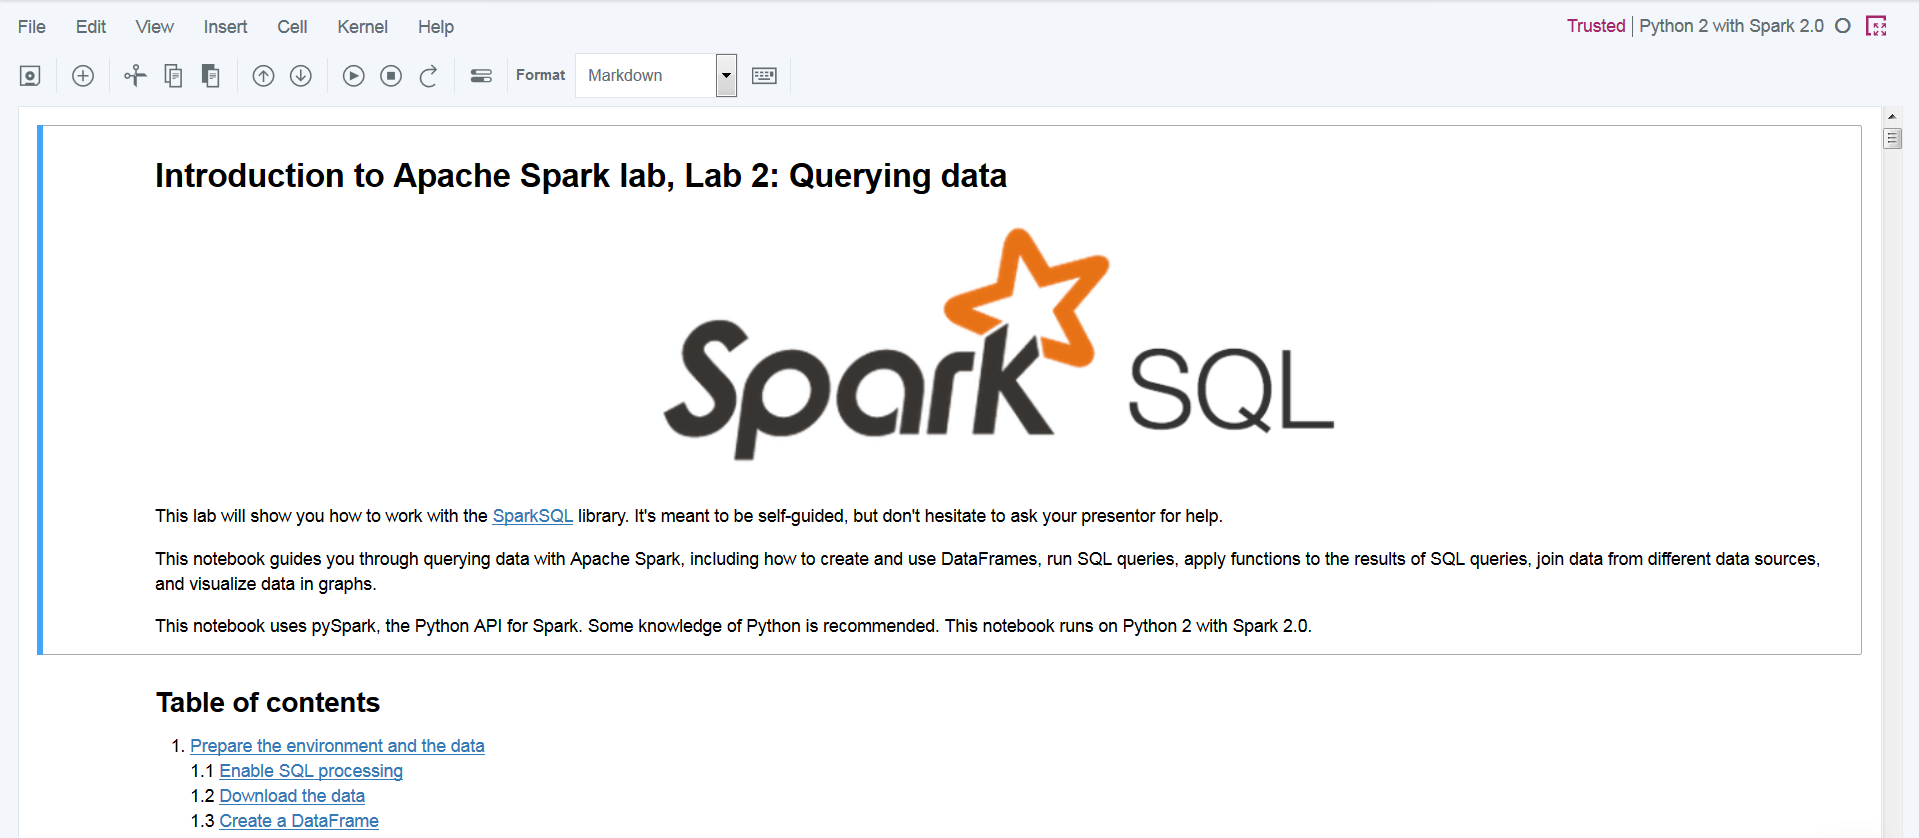 File Edit View Insert Cell Kernel Help
Trusted Python 2 with Spark 2.0
Format Markdown
Introduction to Apache Spark lab, Lab 2: Querying data
Spark SQL
This lab will show you how to work with the SparkSQL library. It's meant to be self-guided, but don't hesitate to ask your presentor for help.
This notebook guides you through querying data with Apache Spark, including how to create and use DataFrames, run SQL queries, apply functions to the results of SQL queries, join data from different data sources,
and visualize data in graphs.
This notebook uses pySpark, the Python API for Spark. Some knowledge of Python is recommended. This notebook runs on Python 2 with Spark 2.0.
Table of contents
1. Prepare the environment and the data
1.1 Enable SQL processing
1.2 Download the data
1.3 Create a DataFrame